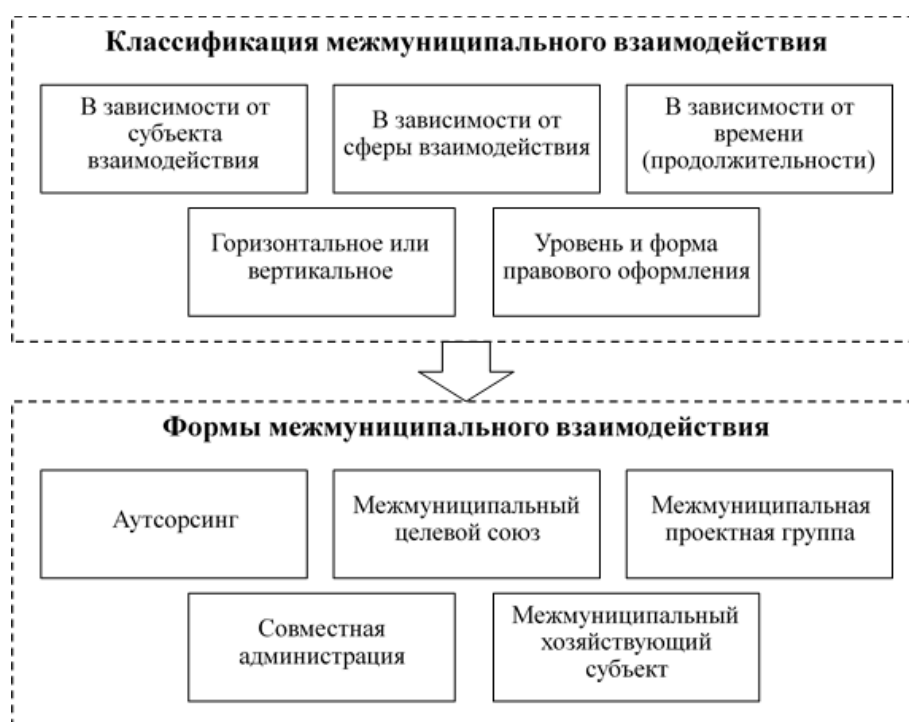 Классификация межмуниципального взаимодействия
В зависимости от
субъекта
взаимодействия
В зависимости от
сферы взаимодействия
В зависимости от
времени
(продолжительности)
Горизонтальное или
вертикальное
Уровень и форма
правового оформления
Формы межмуниципального взаимодействия
Аутсорсинг
Межмуниципальный
целевой союз
Межмуниципальная
проектная группа
Совместная
администрация
Межмуниципальный
хозяйствующий
субъект